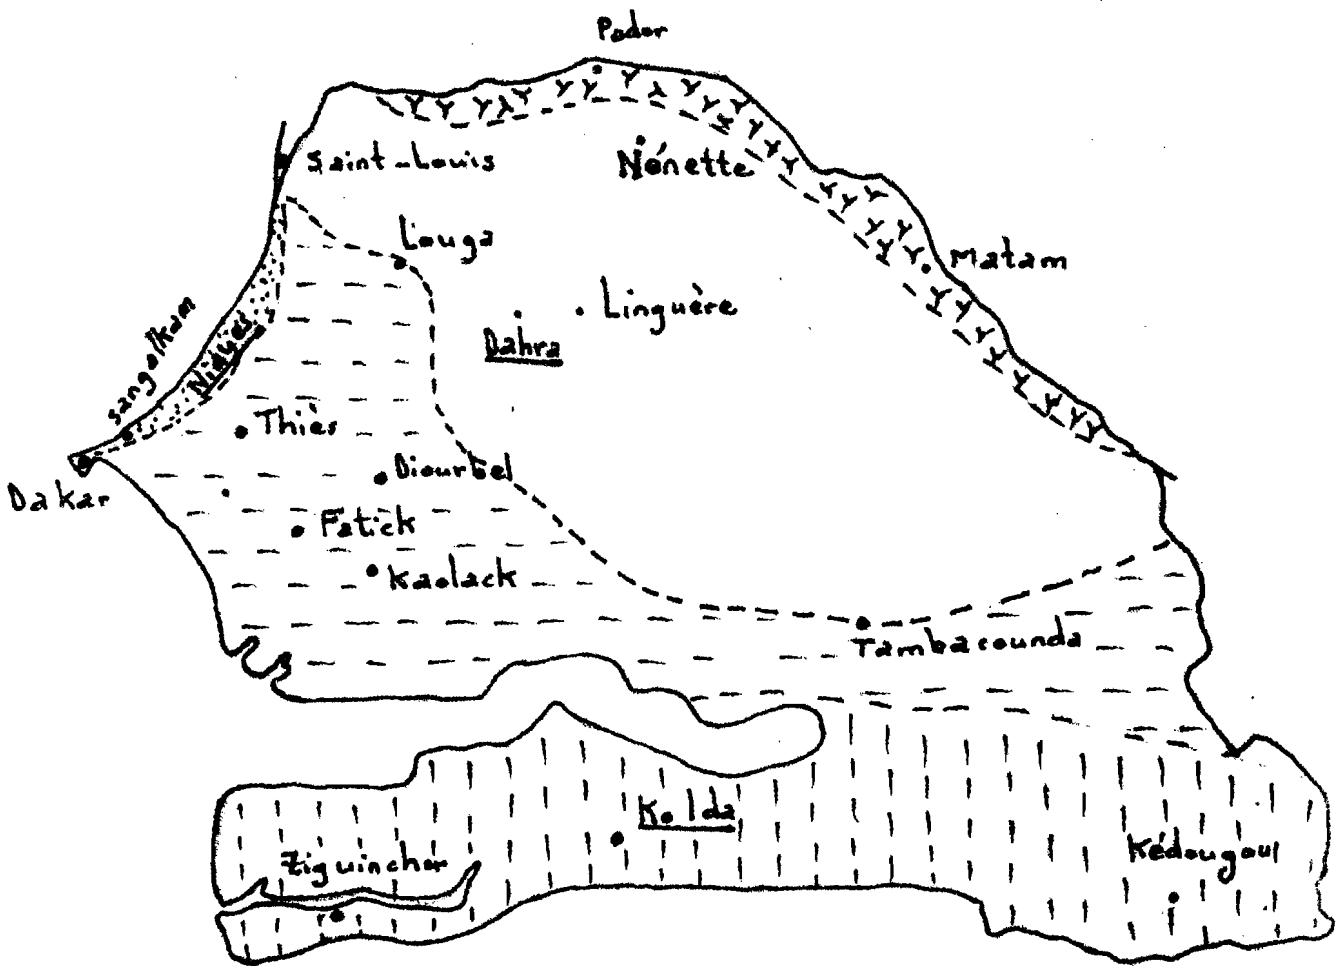 Podor
Saint-Louis
Nénette
Louga
Matam
Linguère
Dahra
sangalkam
Niayes
Thiès
Diourbel
Dakar
Fatick
Kaolack
Tambacounda
Kolda
Ziguinchor
Kédougou